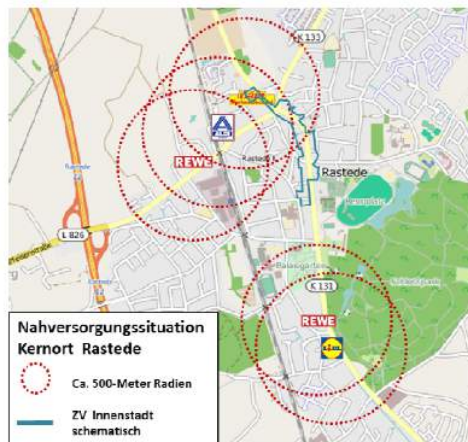 K 133
REWE
Rastede
Rastede
L 826
K 131
REWE
Nahversorgungssituation
Kernort Rastede
Ca. 500-Meter Radien
ZV Innenstadt
schematisch